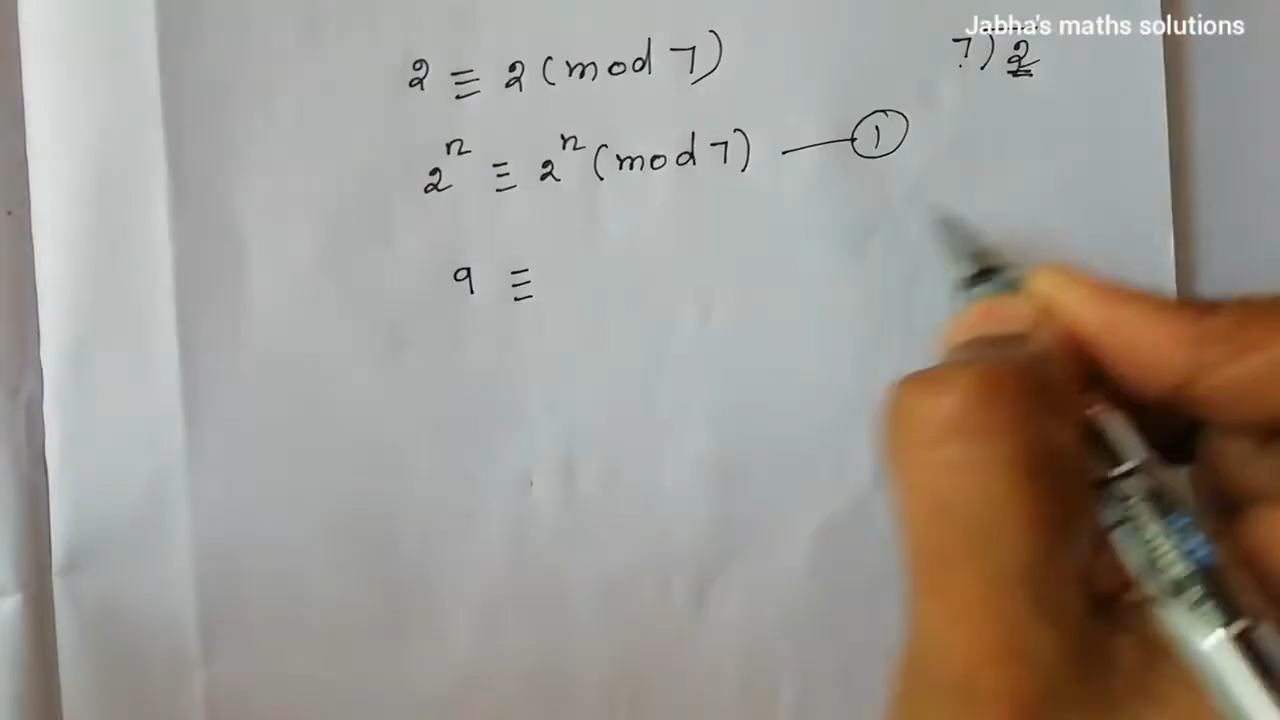 Jabha's maths solutions
2 ≡ 2 (mod 7)
7)2
2ⁿ ≡ 2ⁿ (mod 7) — ①
9 ≡